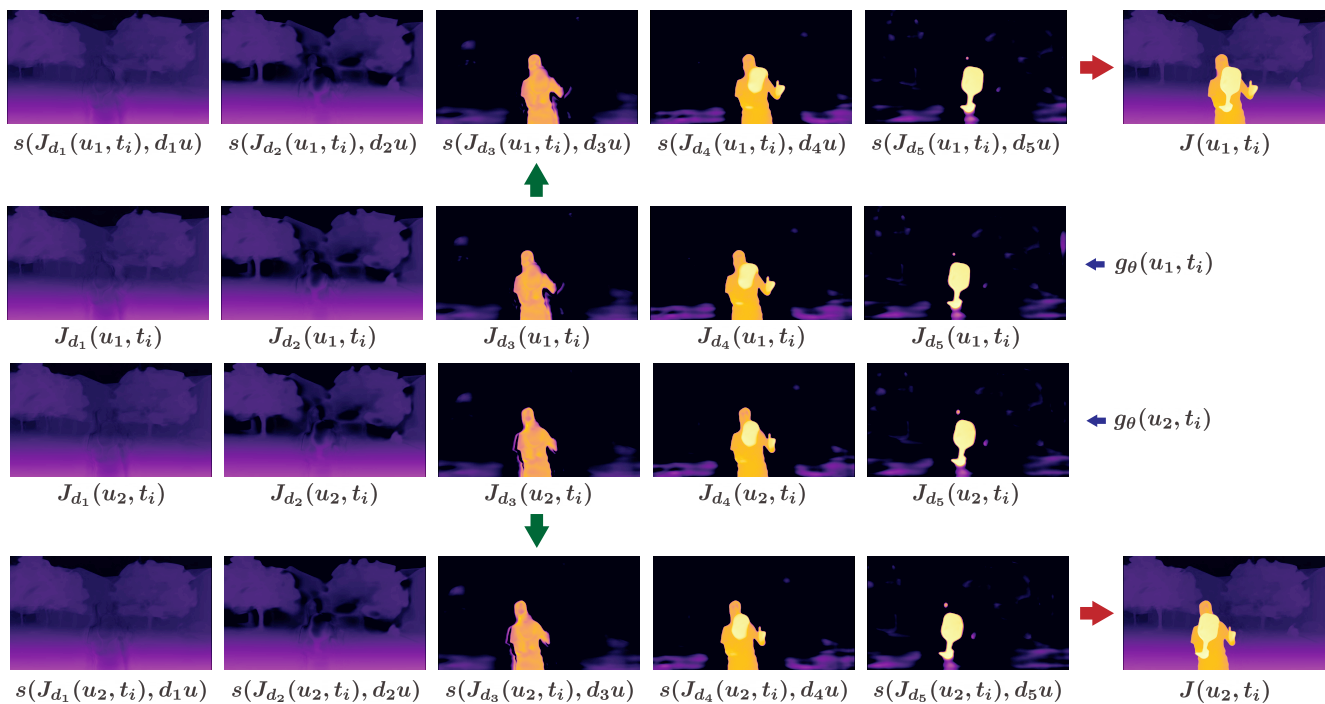 s(J_{d_1}(u_1, t_i), d_1u) s(J_{d_2}(u_1, t_i), d_2u) s(J_{d_3}(u_1, t_i), d_3u) s(J_{d_4}(u_1, t_i), d_4u) s(J_{d_5}(u_1, t_i), d_5u) J(u_1, t_i)
g_θ(u_1, t_i)
J_{d_1}(u_1, t_i) J_{d_2}(u_1, t_i) J_{d_3}(u_1, t_i) J_{d_4}(u_1, t_i) J_{d_5}(u_1, t_i)
g_θ(u_2, t_i)
J_{d_1}(u_2, t_i) J_{d_2}(u_2, t_i) J_{d_3}(u_2, t_i) J_{d_4}(u_2, t_i) J_{d_5}(u_2, t_i)
s(J_{d_1}(u_2, t_i), d_1u) s(J_{d_2}(u_2, t_i), d_2u) s(J_{d_3}(u_2, t_i), d_3u) s(J_{d_4}(u_2, t_i), d_4u) s(J_{d_5}(u_2, t_i), d_5u) J(u_2, t_i)